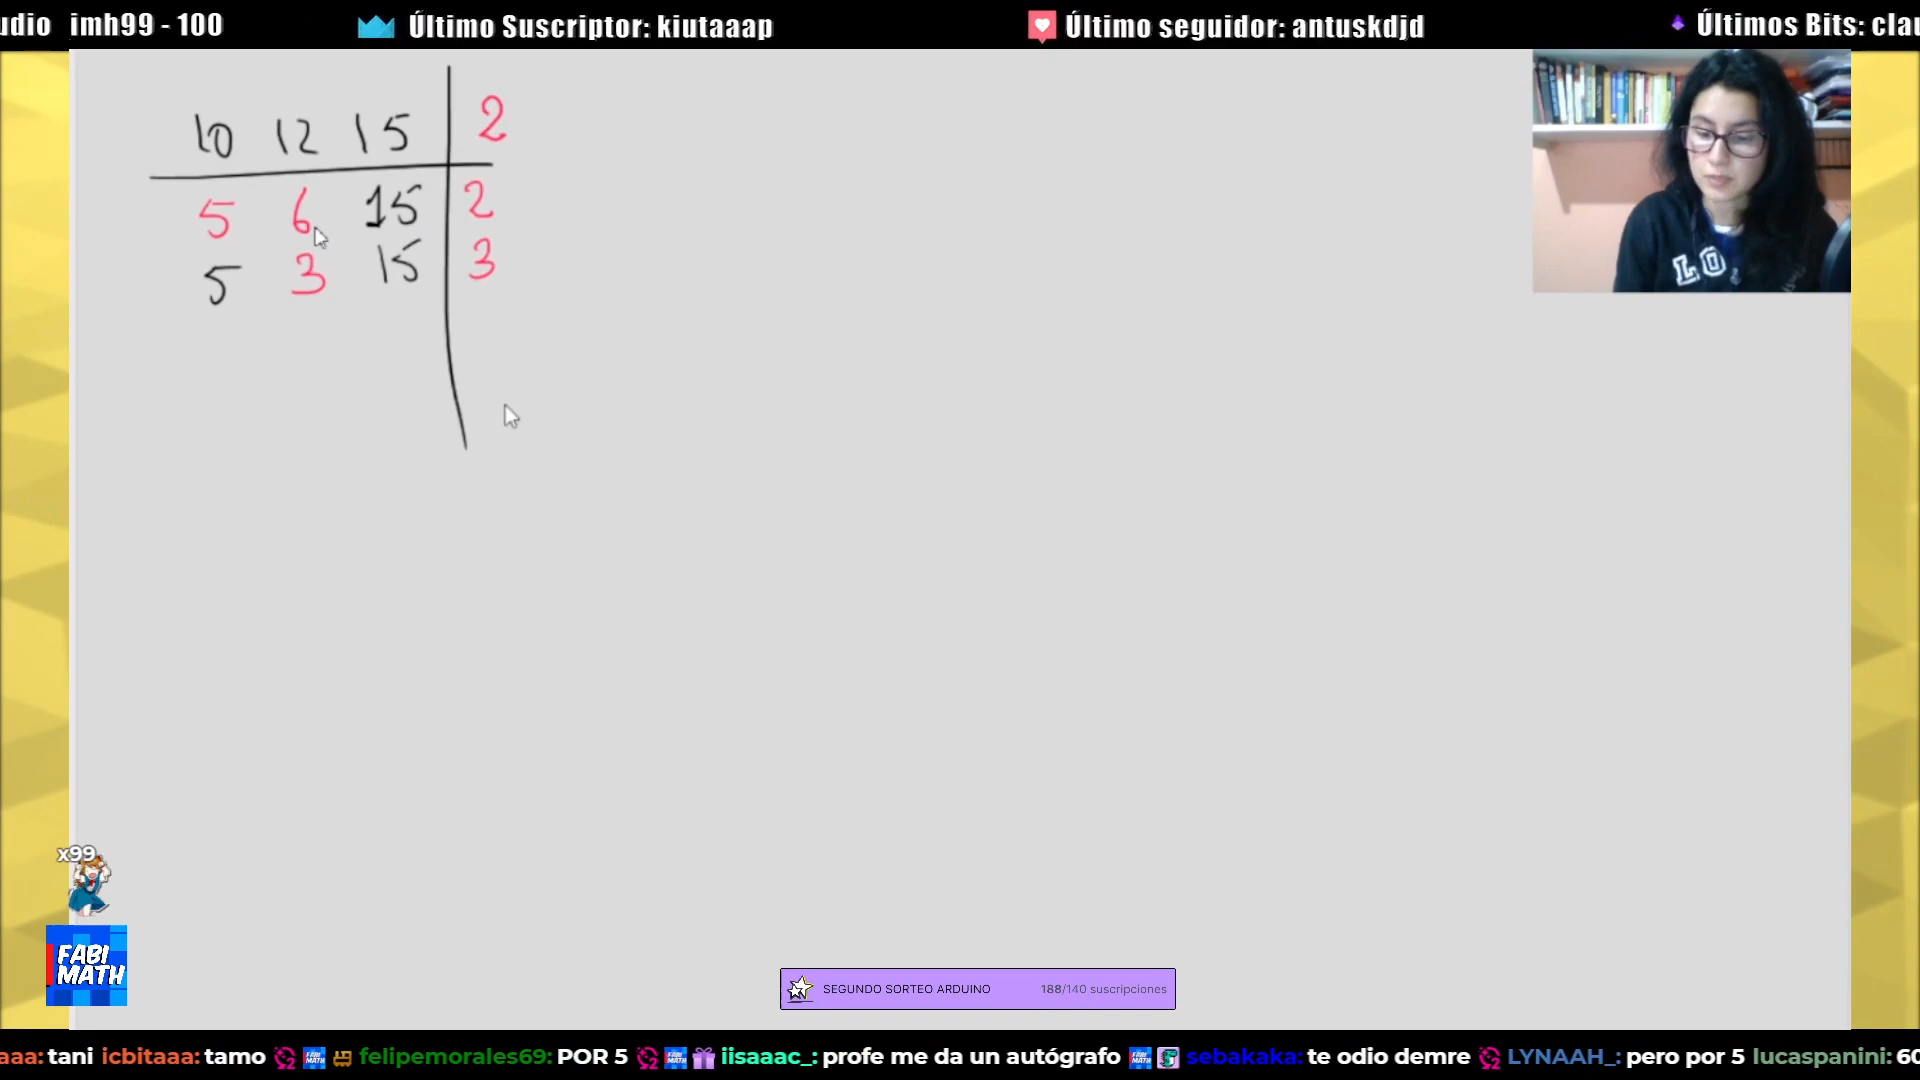 udio imh99 - 100 Último Suscriptor: kiutaaap Último seguidor: antuskdjd Últimos Bits: clau
10 12 15 2
5 6 15 2
5 3 15 3
LO
x99
FABI
MATH
SEGUNDO SORTEO ARDUINO 188/140 suscripciones
aaa: tani icbitaaa: tamo felipemorales69: POR 5 iisaaac_: profe me da un autógrafo sebakaka: te odio demre LYNAAH_: pero por 5 lucaspanini: 60